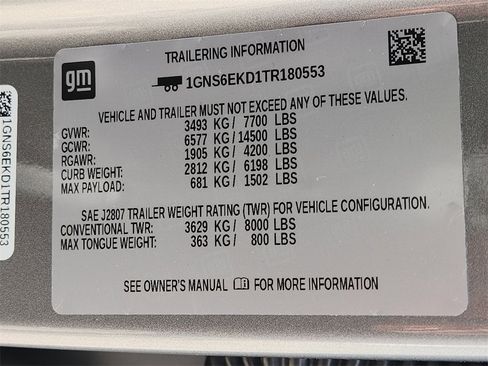 gm
TRAILERING INFORMATION
1GNS6EKD1TR180553
VEHICLE AND TRAILER MUST NOT EXCEED ANY OF THESE VALUES.
GVWR: 3493 KG / 7700 LBS
GCWR: 6577 KG / 14500 LBS
RGAWR: 1905 KG / 4200 LBS
CURB WEIGHT: 2812 KG / 6198 LBS
MAX PAYLOAD: 681 KG / 1502 LBS
SAE J2807 TRAILER WEIGHT RATING (TWR) FOR VEHICLE CONFIGURATION.
CONVENTIONAL TWR: 3629 KG / 8000 LBS
MAX TONGUE WEIGHT: 363 KG / 800 LBS
SEE OWNER'S MANUAL FOR MORE INFORMATION
1GNS6EKD1TR180553